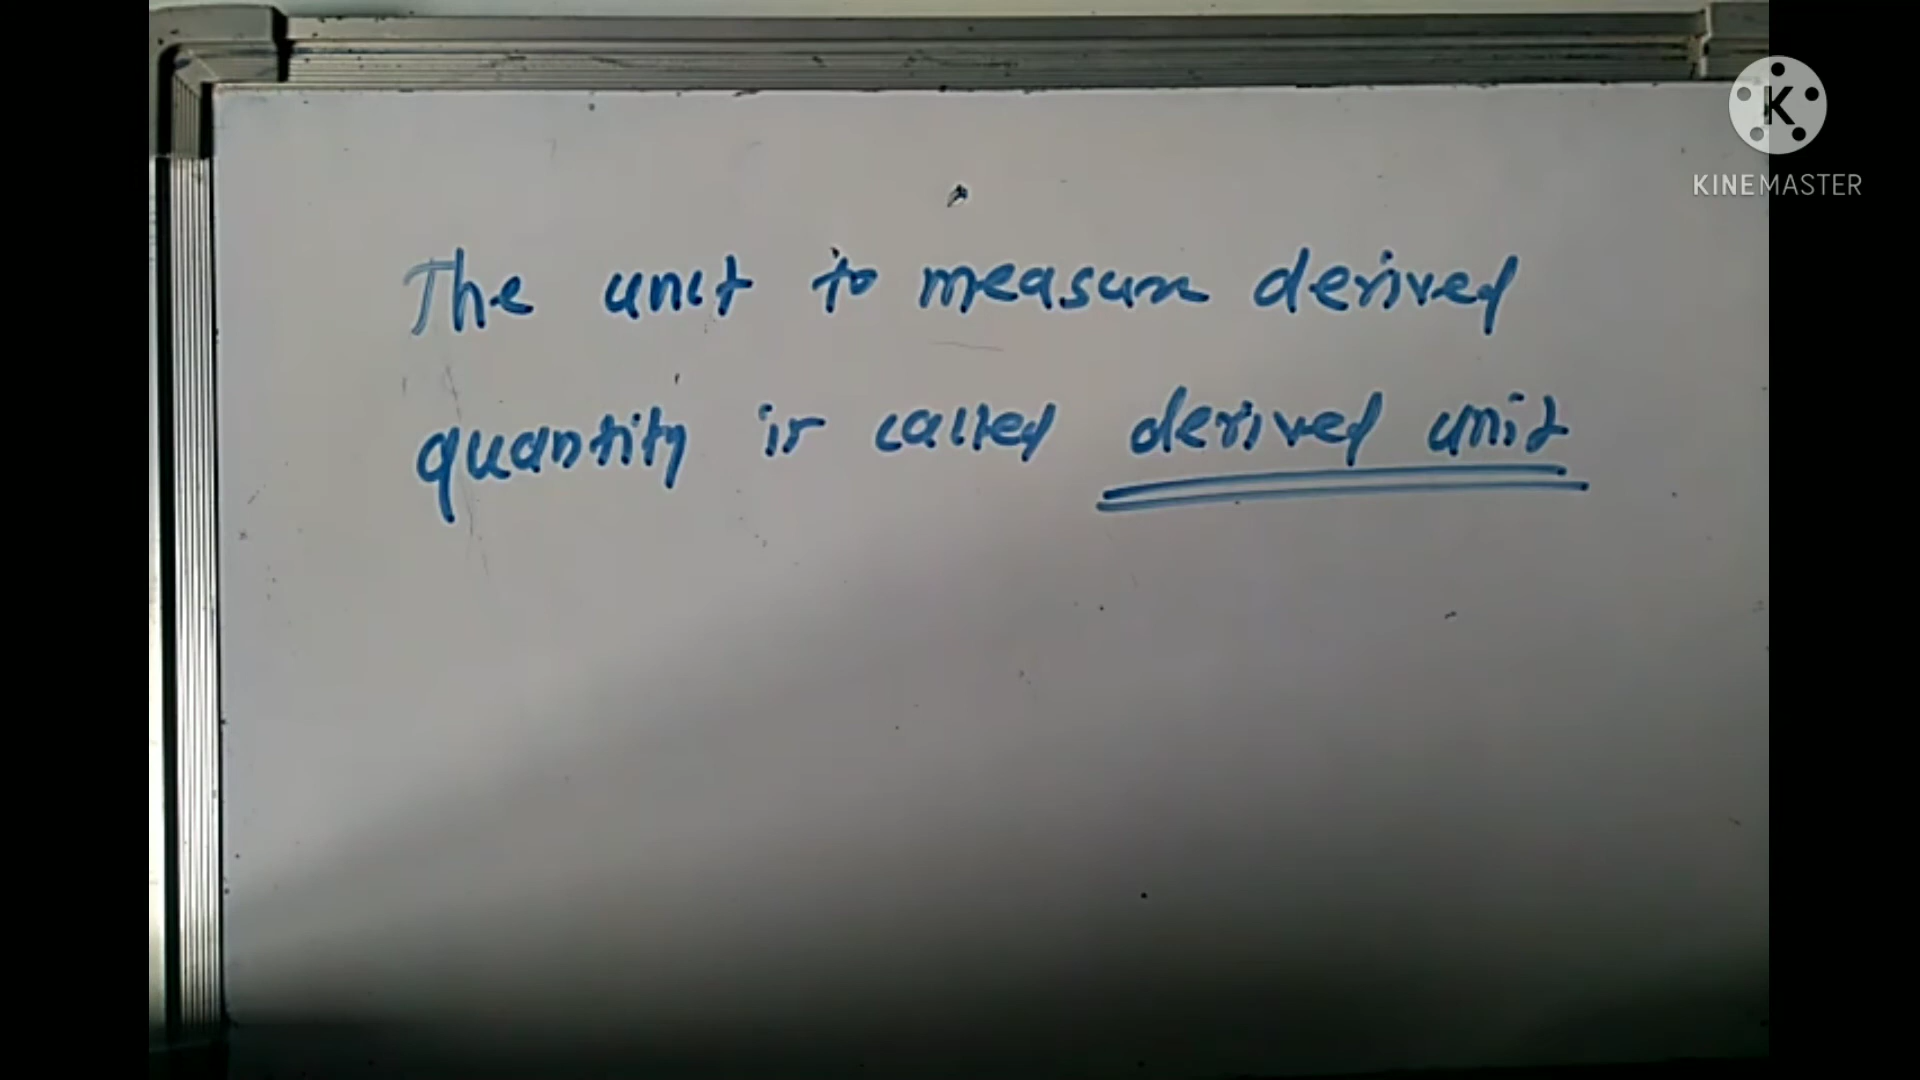 KINEMASTER
The unit to measure derived
quantity is called derived unit